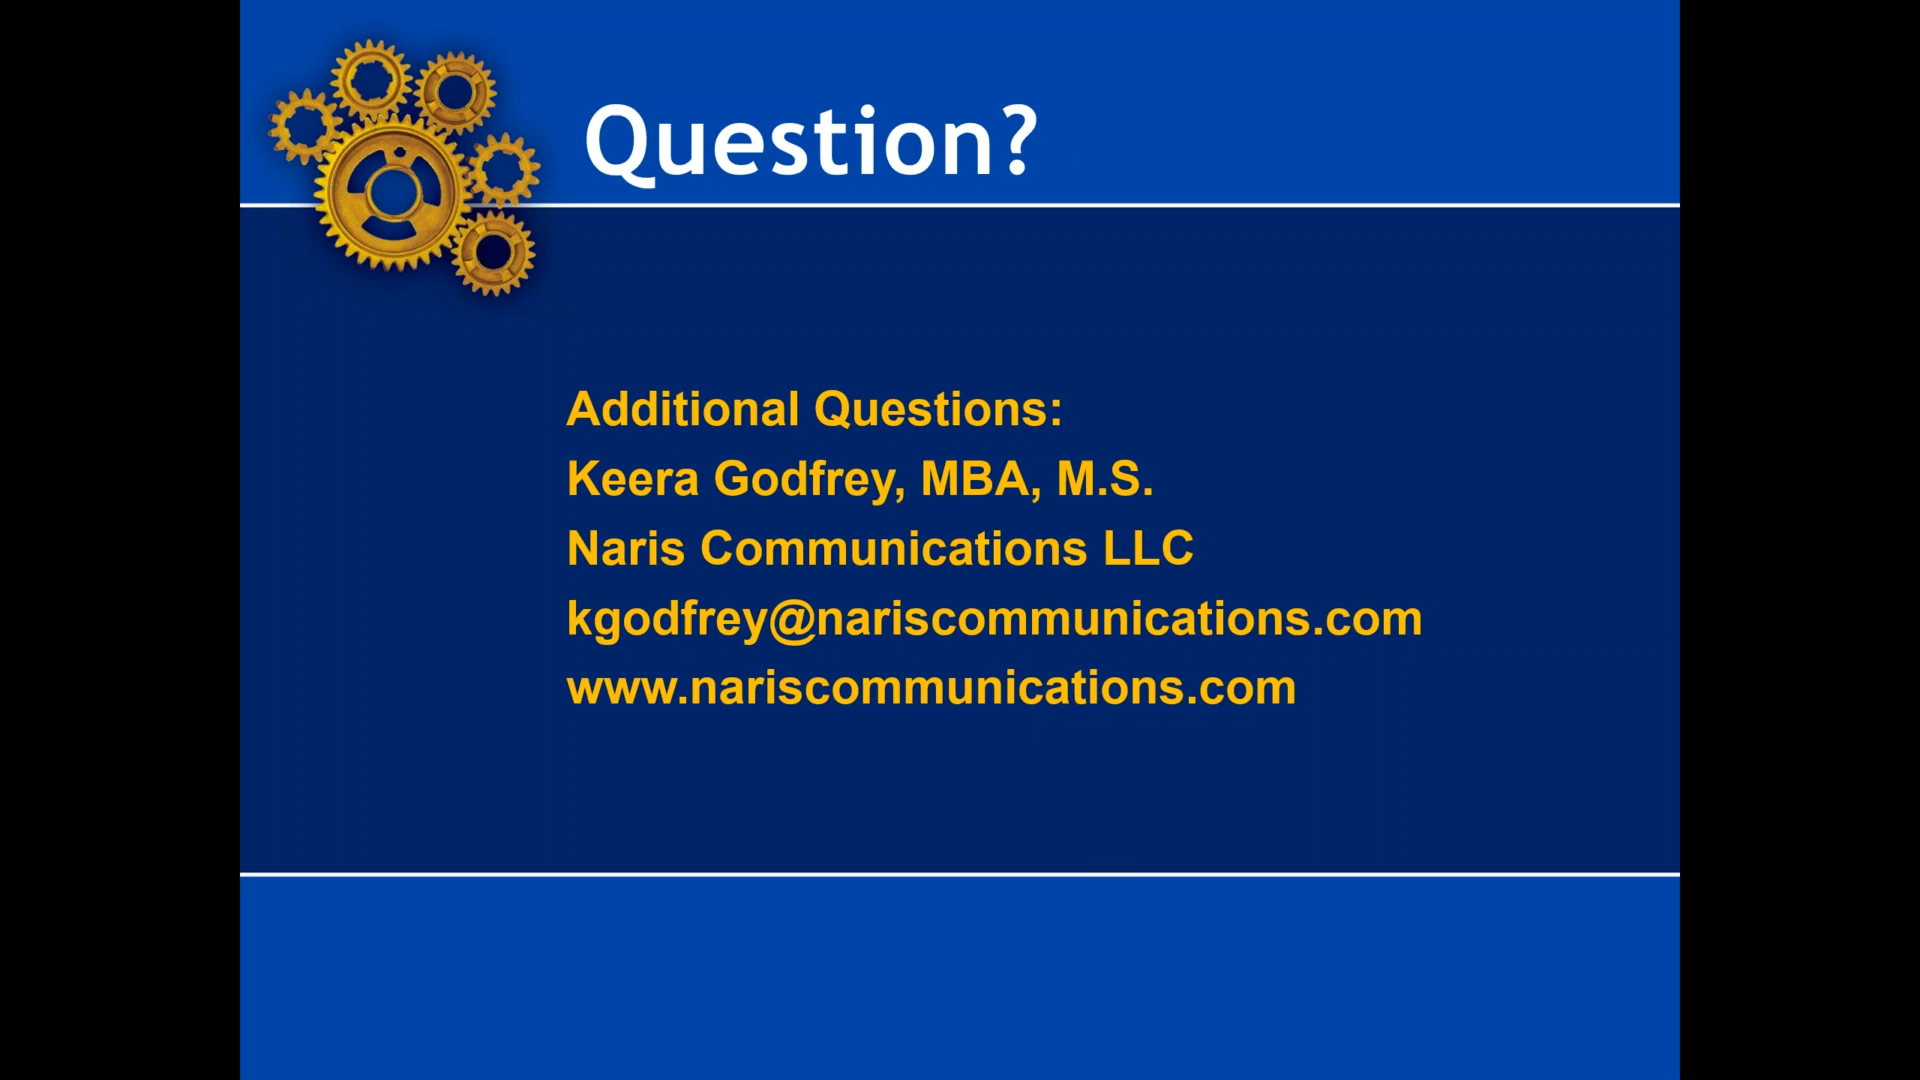 Question?
Additional Questions:
Keera Godfrey, MBA, M.S.
Naris Communications LLC
kgodfrey@nariscommunications.com
www.nariscommunications.com